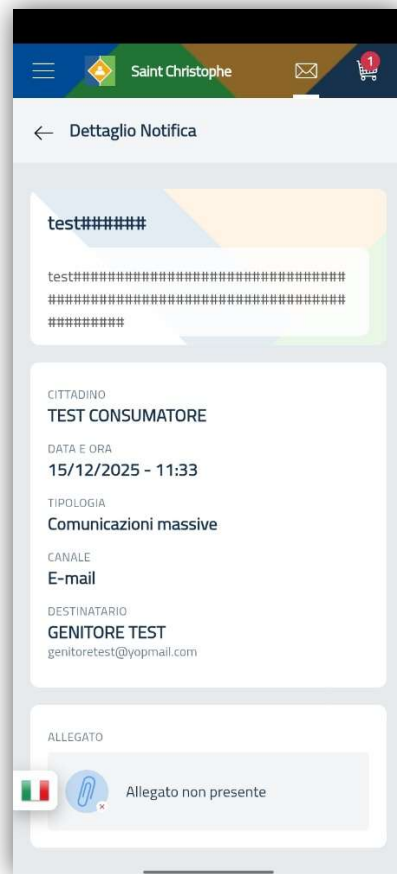 Saint Christophe
1
Dettaglio Notifica
test######
test################################
###################################
#########
CITTADINO
TEST CONSUMATORE
DATA E ORA
15/12/2025 - 11:33
TIPOLOGIA
Comunicazioni massive
CANALE
E-mail
DESTINATARIO
GENITORE TEST
genitoretest@yopmail.com
ALLEGATO
Allegato non presente